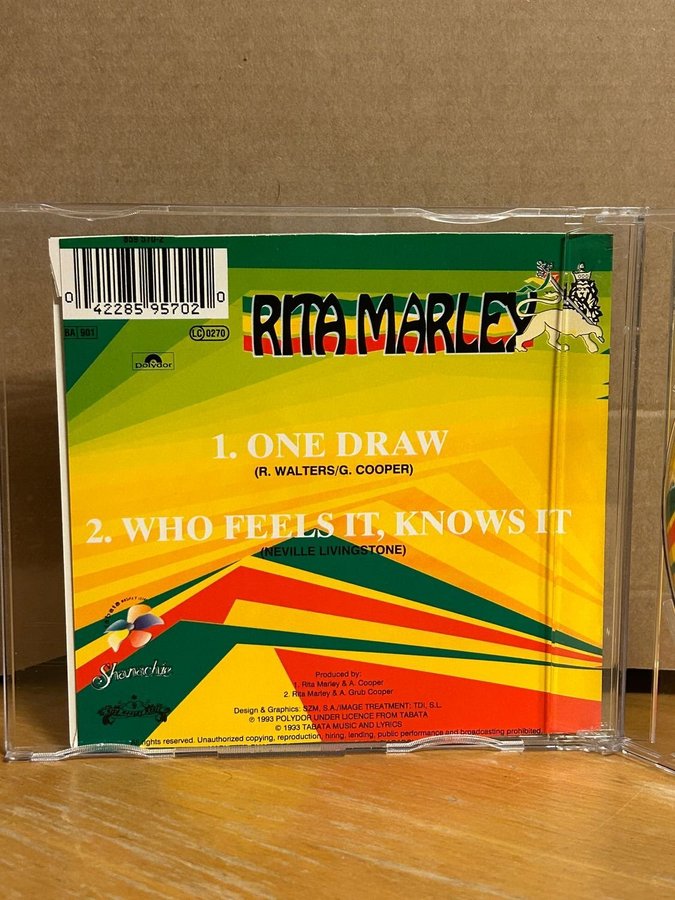 859 570-2
0 42285 95702 0
BA 901
LC 0270
Polydor
RITA MARLEY
1. ONE DRAW
(R. WALTERS/G. COOPER)
2. WHO FEELS IT, KNOWS IT
(NEVILLE LIVINGSTONE)
Shanachie
Produced by:
1. Rita Marley & A. Cooper
2. Rita Marley & A. Grub Cooper
Design & Graphics: SZM, S.A./IMAGE TREATMENT; TDI, S.L.
℗ 1993 POLYDOR UNDER LICENCE FROM TABATA
© 1993 TABATA MUSIC AND LYRICS
rights reserved. Unauthorized copying, reproduction, hiring, lending, public performance and broadcasting prohibited.